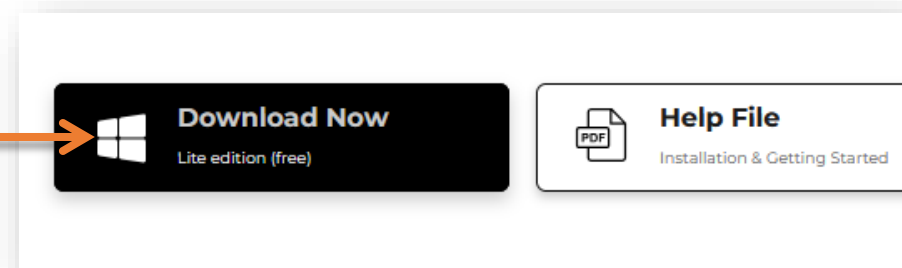 Download Now
Lite edition (free)
PDF
Help File
Installation & Getting Started